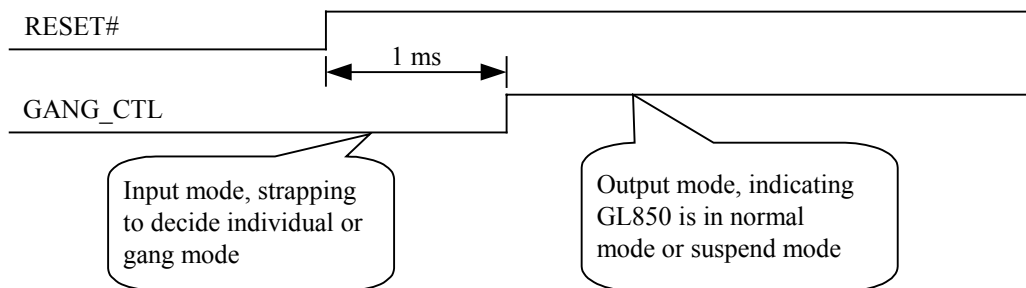 RESET#
1 ms
GANG_CTL
Input mode, strapping
to decide individual or
gang mode
Output mode, indicating
GL850 is in normal
mode or suspend mode